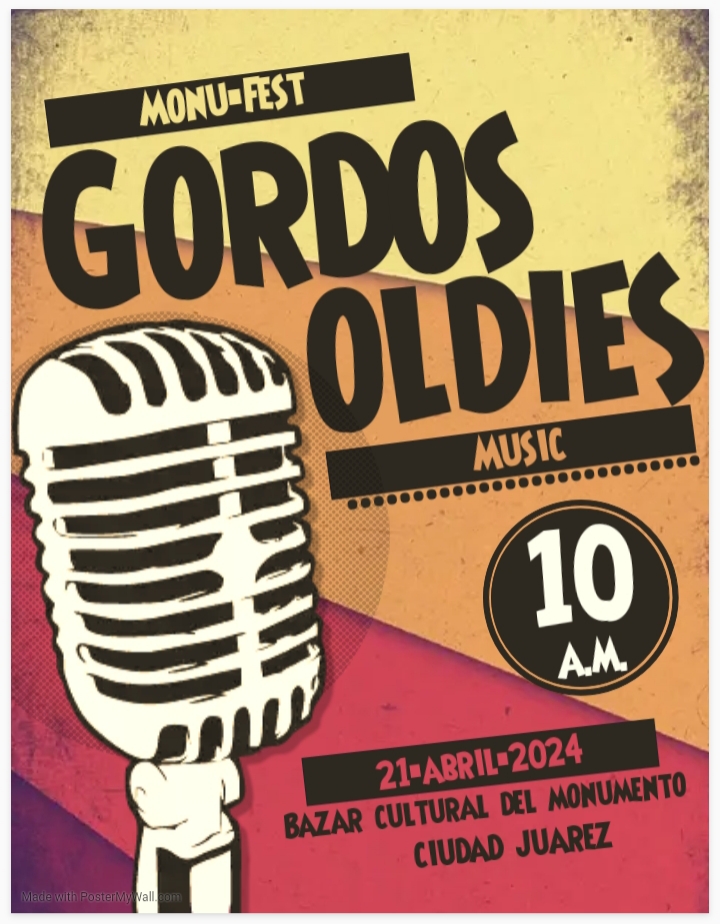 MONU-FEST
GORDOS
OLDIES
MUSIC
10
A.M.
21-ABRIL-2024
BAZAR CULTURAL DEL MONUMENTO
CIUDAD JUAREZ
Made with PosterMyWall.com